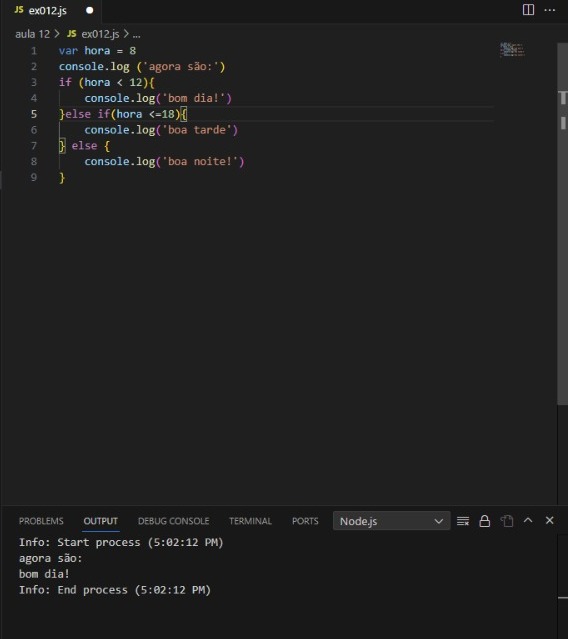 JS ex012.js
aula 12 > JS ex012.js > ...
1 var hora = 8
2 console.log ('agora são:')
3 if (hora < 12){
4     console.log('bom dia!')
5 }else if(hora <=18){
6     console.log('boa tarde')
7 } else {
8     console.log('boa noite!')
9 }
PROBLEMS OUTPUT DEBUG CONSOLE TERMINAL PORTS Node.js
Info: Start process (5:02:12 PM)
agora são:
bom dia!
Info: End process (5:02:12 PM)